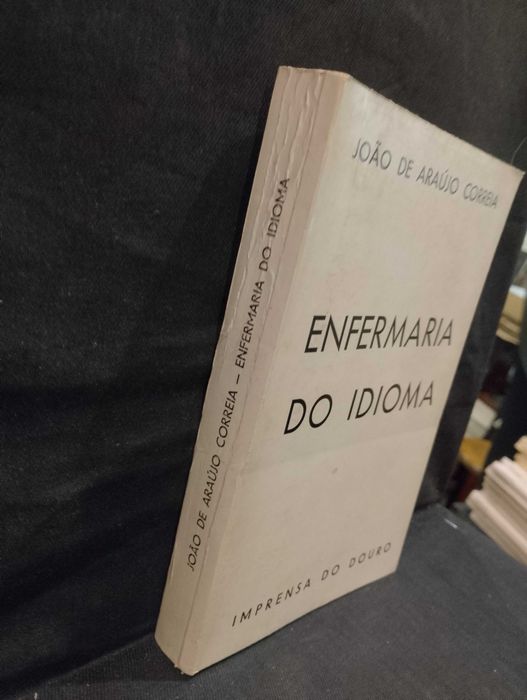 JOÃO DE ARAÚJO CORREIA
ENFERMARIA
DO IDIOMA
IMPRENSA DO DOURO
JOÃO DE ARAÚJO CORREIA — ENFERMARIA DO IDIOMA